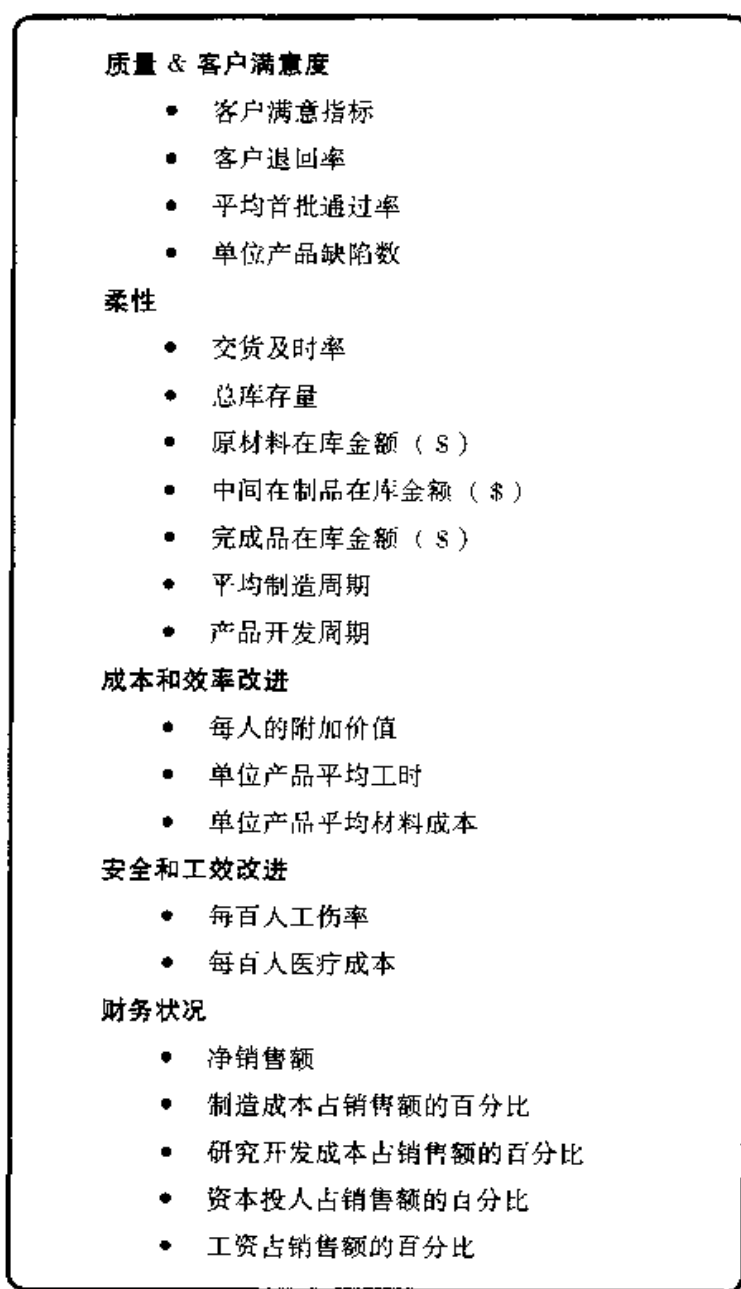 质量 & 客户满意度
• 客户满意指标
• 客户退回率
• 平均首批通过率
• 单位产品缺陷数
柔性
• 交货及时率
• 总库存量
• 原材料在库金额 ( $ )
• 中间在制品在库金额 ( $ )
• 完成品在库金额 ( $ )
• 平均制造周期
• 产品开发周期
成本和效率改进
• 每人的附加价值
• 单位产品平均工时
• 单位产品平均材料成本
安全和工效改进
• 每百人工伤率
• 每百人医疗成本
财务状况
• 净销售额
• 制造成本占销售额的百分比
• 研究开发成本占销售额的百分比
• 资本投人占销售额的百分比
• 工资占销售额的百分比